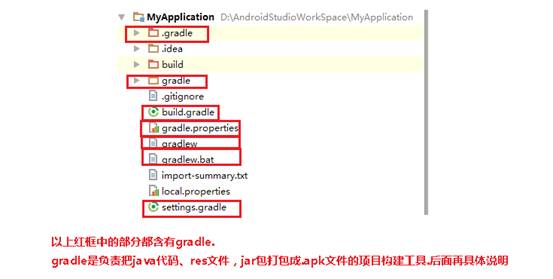 MyApplication D:\AndroidStudioWorkSpace\MyApplication
.gradle
.idea
build
gradle
.gitignore
build.gradle
gradle.properties
gradlew
gradlew.bat
import-summary.txt
local.properties
settings.gradle
以上红框中的部分都含有gradle.
gradle是负责把java代码、res文件，jar包打包成.apk文件的项目构建工具.后面再具体说明